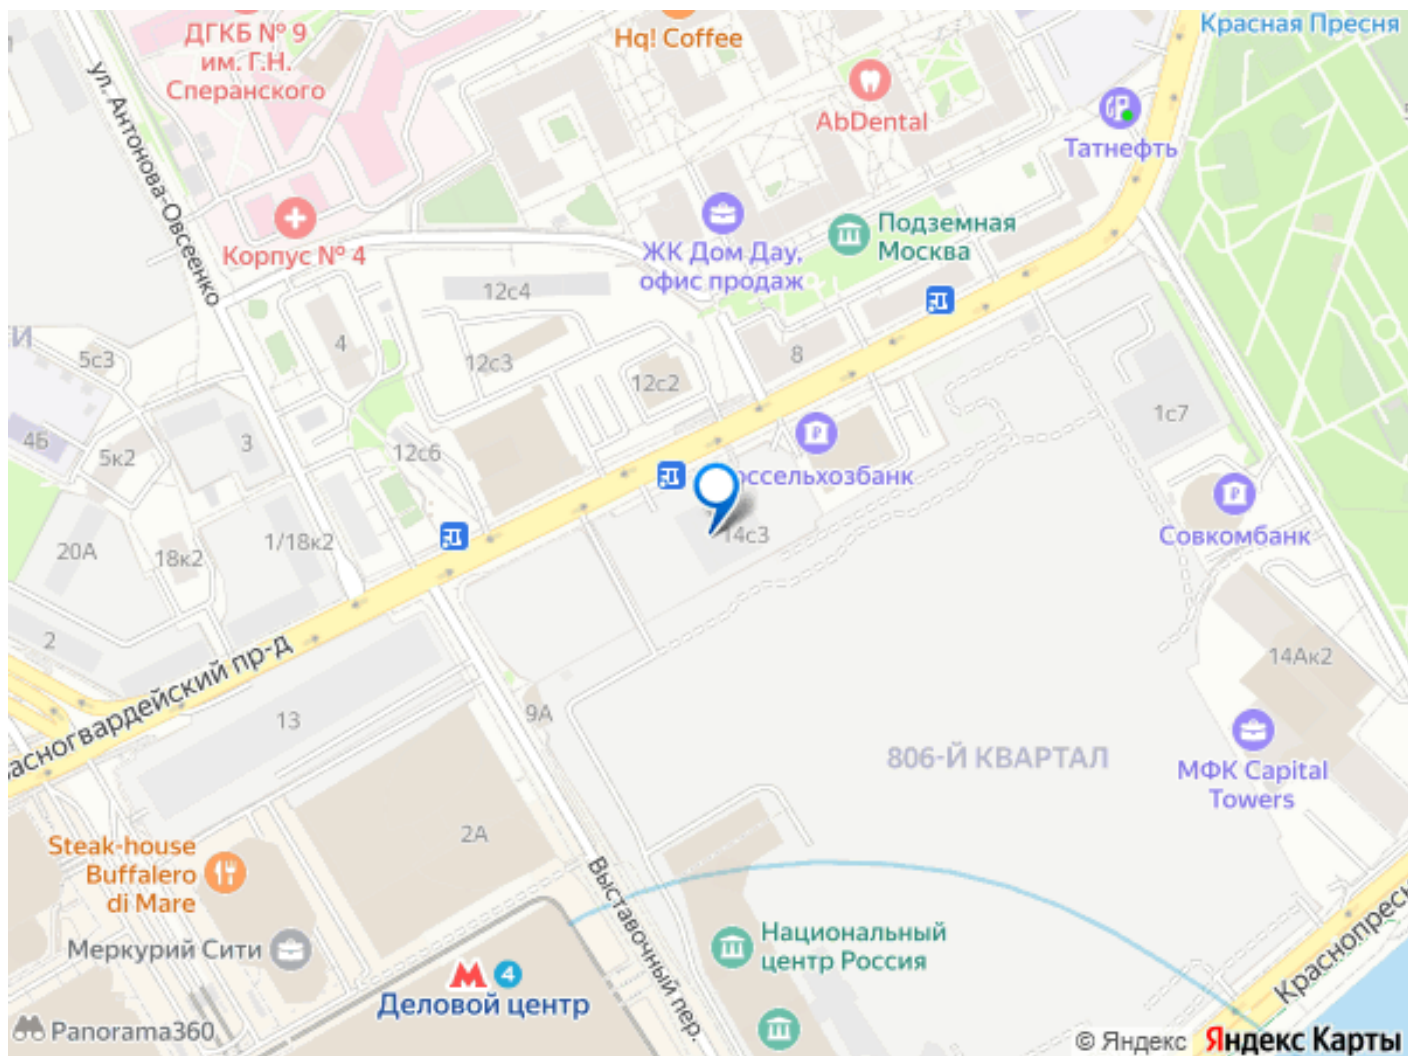 ДГКБ № 9
им. Г.Н.
Сперанского
Hq! Coffee
Красная Пресня
AbDental
Татнефть
ул. Антонова-Овсеенко
Корпус № 4
ЖК Дом Дау,
офис продаж
Подземная
Москва
12с4
5с3
4
12с3
12с2
8
1с7
4Б
5к2
3
12с6
оссельхозбанк
14с3
Совкомбанк
20А
18к2
1/18к2
2
асногвардейский пр-д
13
9А
14Ак2
806-Й КВАРТАЛ
МФК Capital
Towers
2А
Steak-house
Buffalero
di Mare
Выставочный пер.
Меркурий Сити
М 4
Деловой центр
Национальный
центр Россия
Краснопресн
Panorama360
© Яндекс Яндекс Карты